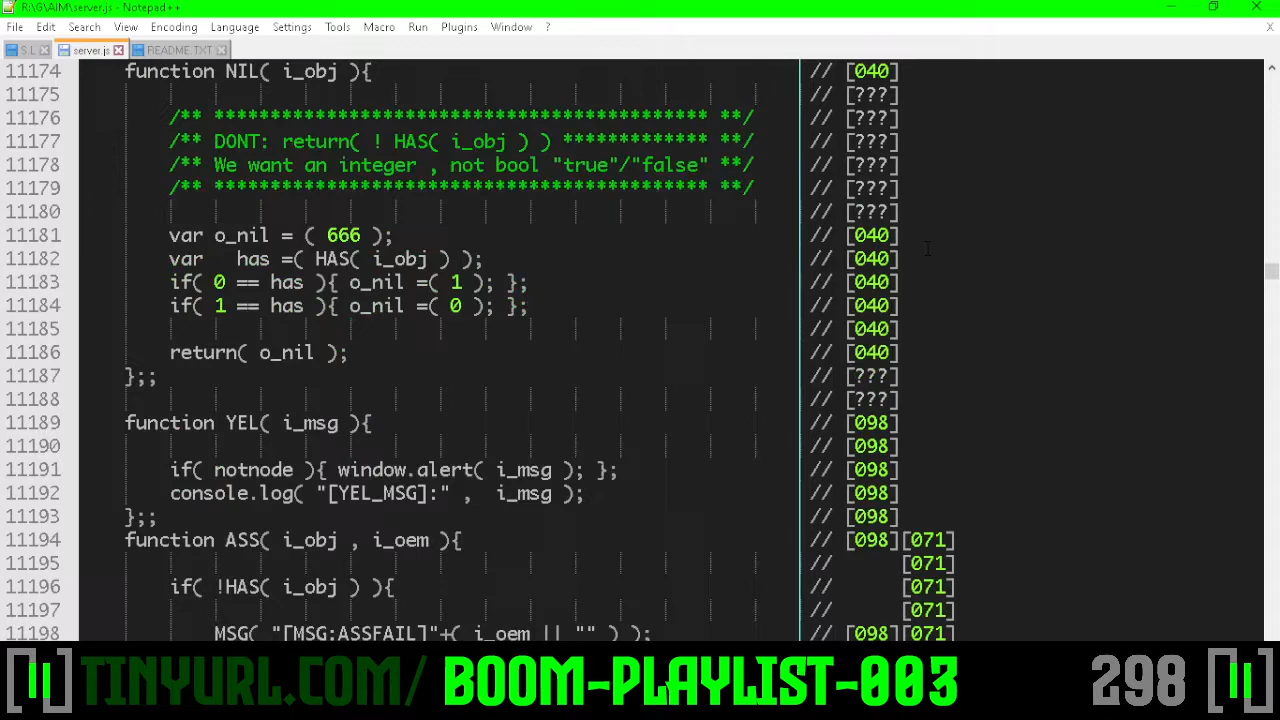 R:\G\AIM\server.js - Notepad++
File Edit Search View Encoding Language Settings Tools Macro Run Plugins Window ? X
S.L server.js README.TXT
11174 function NIL( i_obj ){ // [040]
11175 // [???]
11176 /** ******************************************** **/ // [???]
11177 /** DONT: return( ! HAS( i_obj ) ) ************* **/ // [???]
11178 /** We want an integer , not bool "true"/"false" **/ // [???]
11179 /** ******************************************** **/ // [???]
11180 // [???]
11181 var o_nil = ( 666 ); // [040]
11182 var has =( HAS( i_obj ) ); // [040]
11183 if( 0 == has ){ o_nil =( 1 ); }; // [040]
11184 if( 1 == has ){ o_nil =( 0 ); }; // [040]
11185 // [040]
11186 return( o_nil ); // [040]
11187 };; // [???]
11188 // [???]
11189 function YEL( i_msg ){ // [098]
11190 // [098]
11191 if( notnode ){ window.alert( i_msg ); }; // [098]
11192 console.log( "[YEL_MSG]:" , i_msg ); // [098]
11193 };; // [098]
11194 function ASS( i_obj , i_oem ){ // [098][071]
11195 // [071]
11196 if( !HAS( i_obj ) ){ // [071]
11197 // [071]
11198 MSG( "[MSG:ASSFAIL]"+( i_oem || "" ) ); // [098][071]
[||] TINYURL.COM/ BOOM-PLAYLIST-003 298 [||]